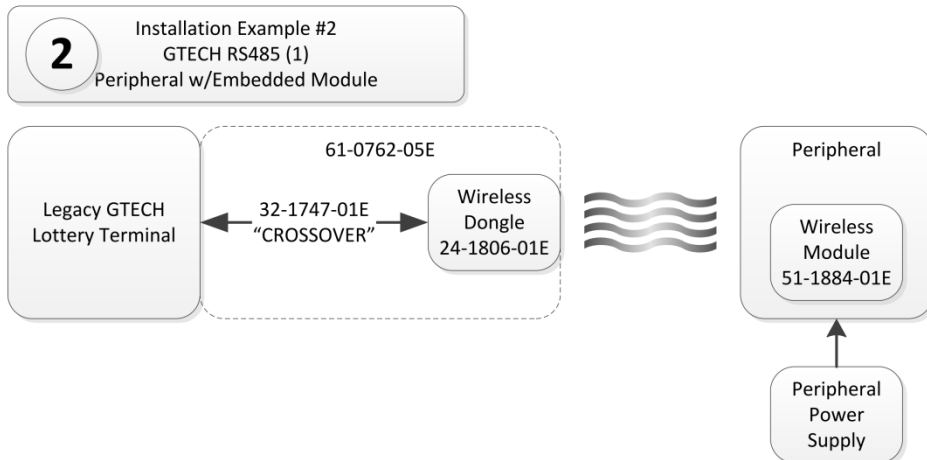 2
Installation Example #2
GTECH RS485 (1)
Peripheral w/Embedded Module
61-0762-05E
Legacy GTECH
Lottery Terminal
32-1747-01E
“CROSSOVER”
Wireless
Dongle
24-1806-01E
Peripheral
Wireless
Module
51-1884-01E
Peripheral
Power
Supply